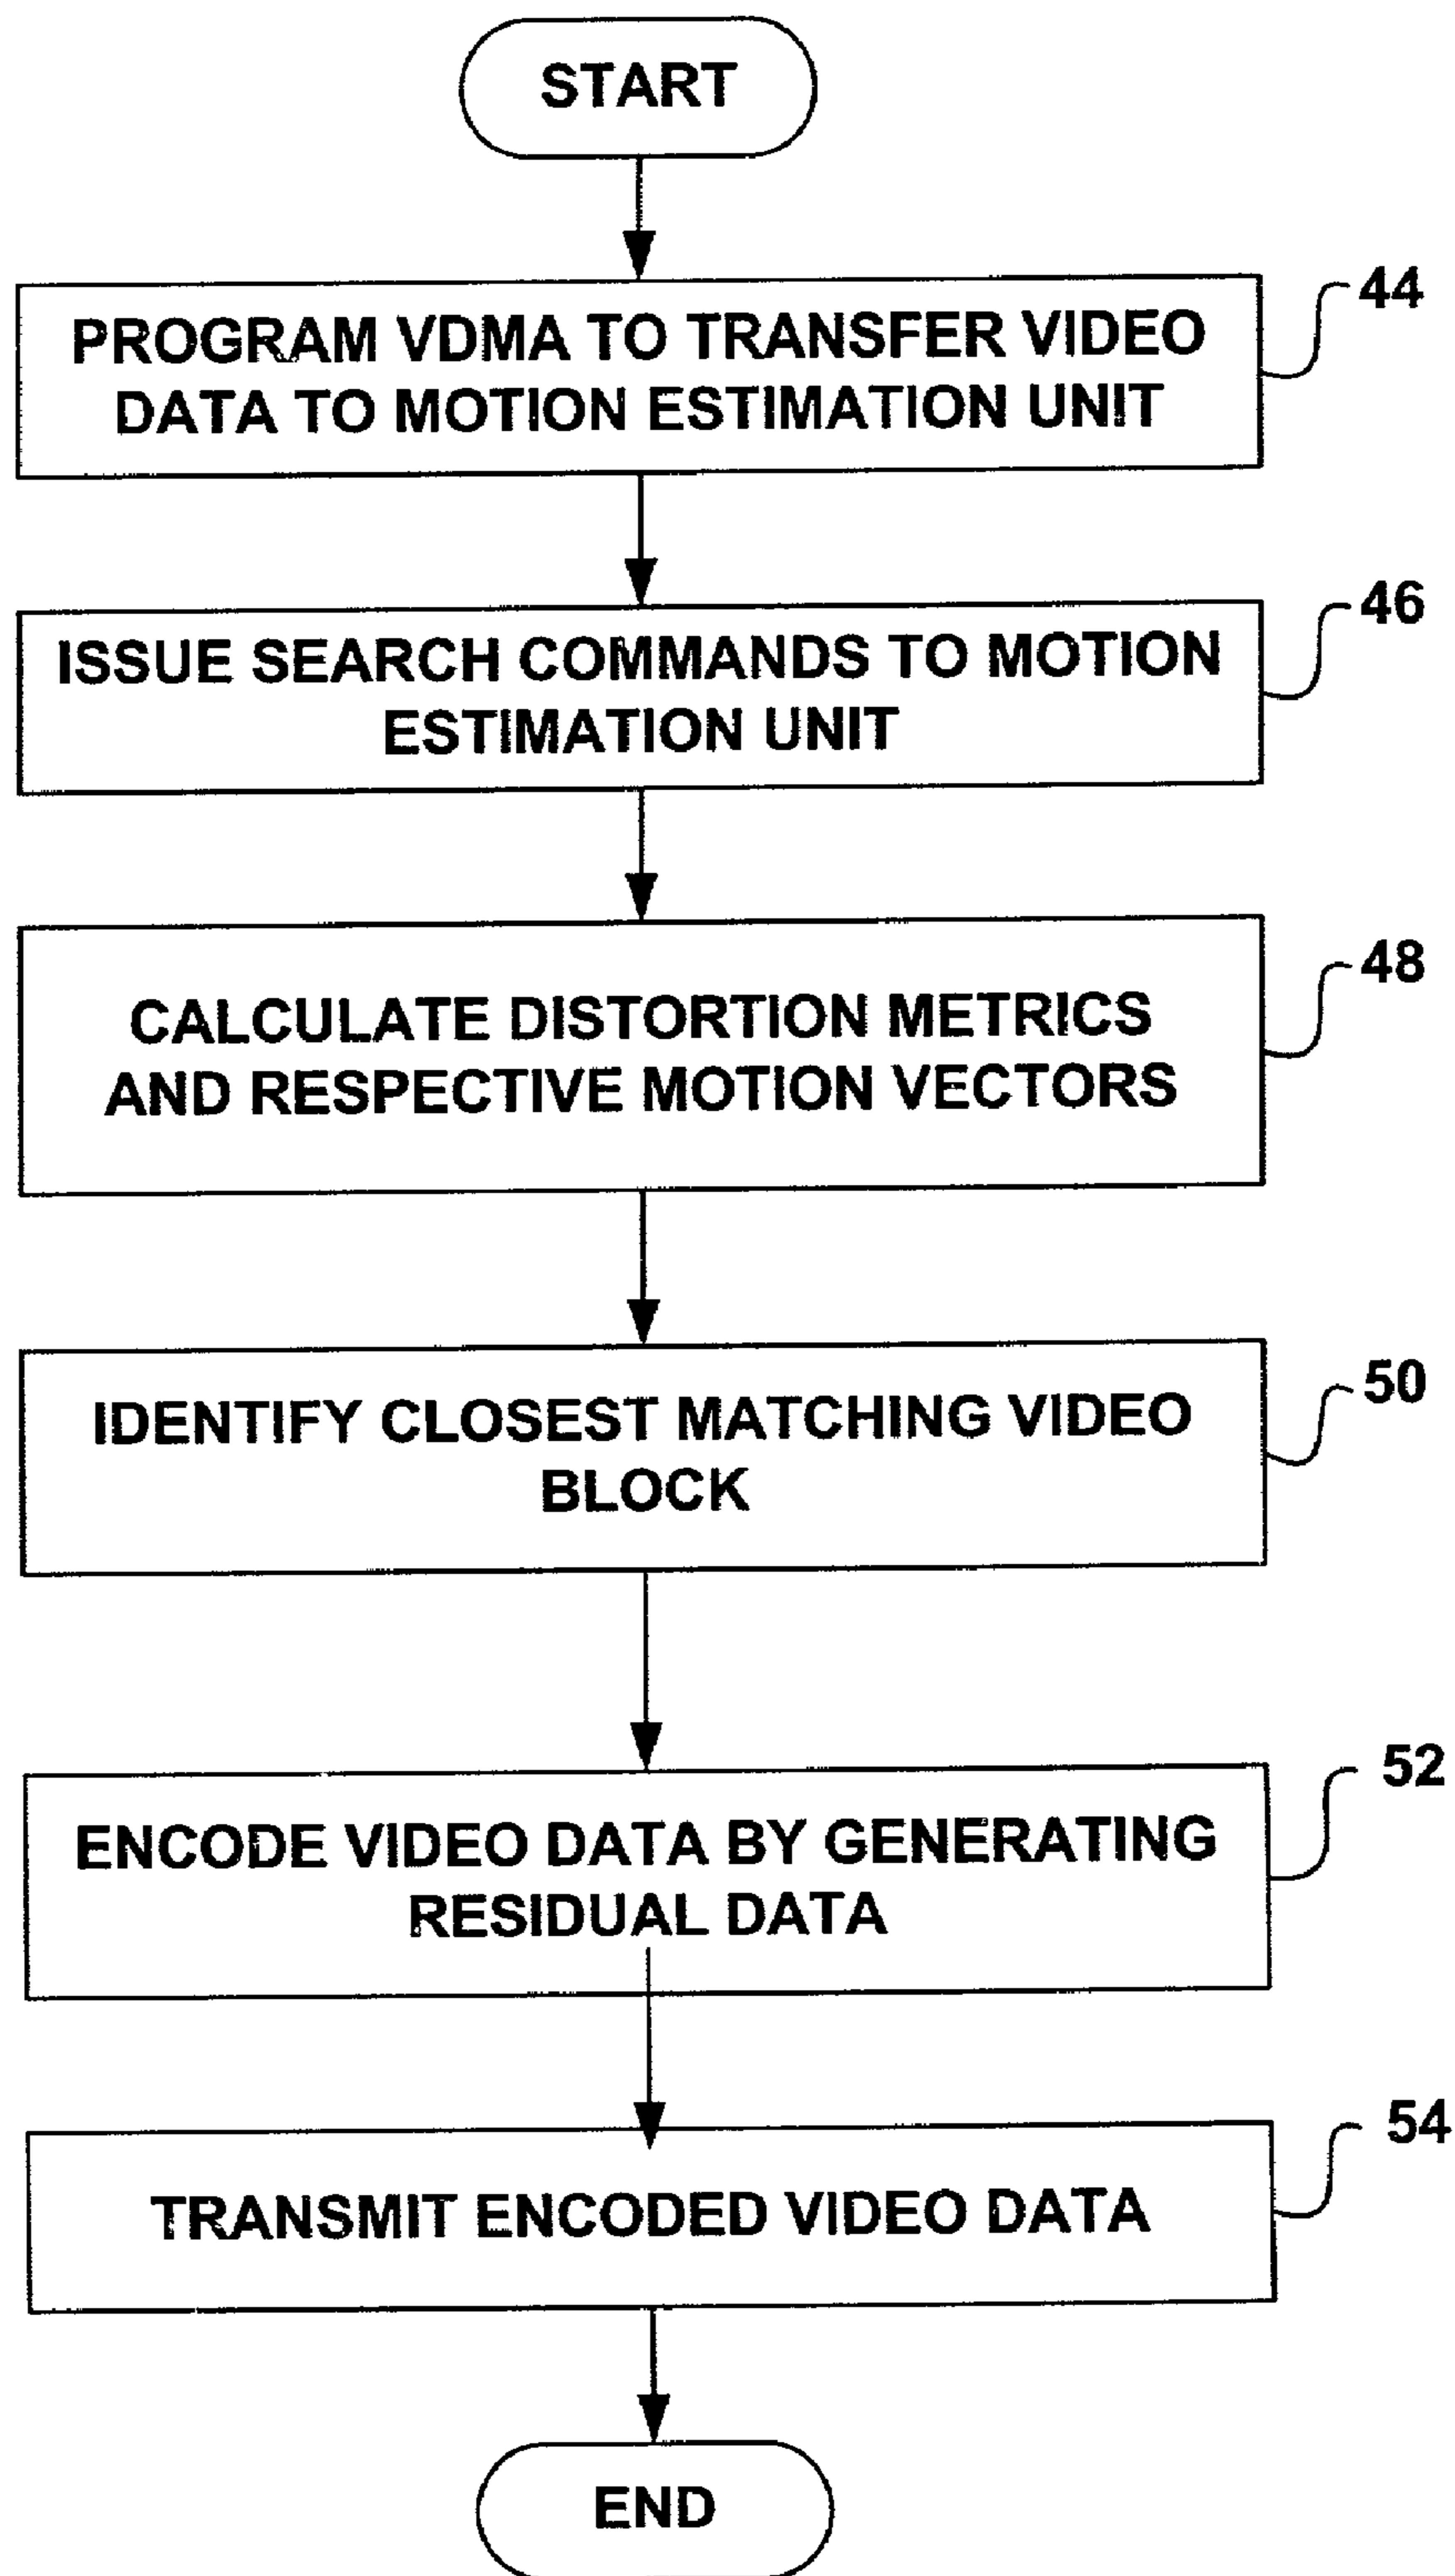 START
PROGRAM VDMA TO TRANSFER VIDEO
DATA TO MOTION ESTIMATION UNIT
44
ISSUE SEARCH COMMANDS TO MOTION
ESTIMATION UNIT
46
CALCULATE DISTORTION METRICS
AND RESPECTIVE MOTION VECTORS
48
IDENTIFY CLOSEST MATCHING VIDEO
BLOCK
50
ENCODE VIDEO DATA BY GENERATING
RESIDUAL DATA
52
TRANSMIT ENCODED VIDEO DATA
54
END